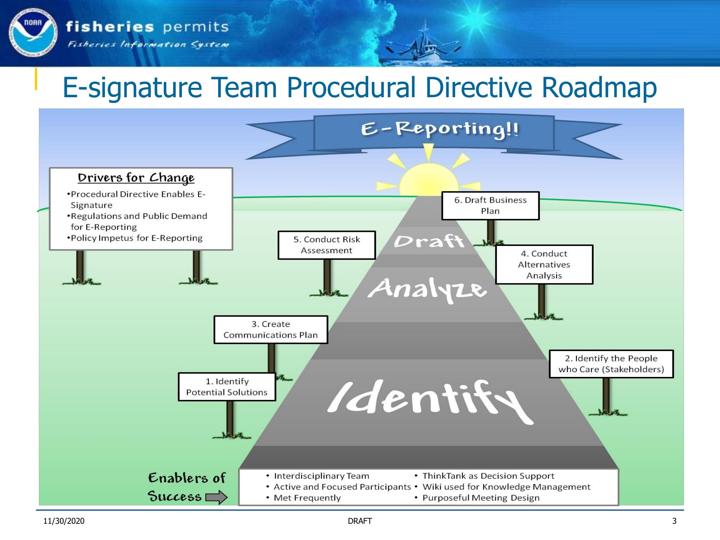 NOAA
fisheries permits
Fisheries Information System
E-signature Team Procedural Directive Roadmap
E-Reporting!!
Drivers for Change
•Procedural Directive Enables E-
Signature
•Regulations and Public Demand
for E-Reporting
•Policy Impetus for E-Reporting
6. Draft Business
Plan
5. Conduct Risk
Assessment
Draft
4. Conduct
Alternatives
Analysis
Analyze
3. Create
Communications Plan
2. Identify the People
who Care (Stakeholders)
1. Identify
Potential Solutions
Identify
Enablers of
Success
• Interdisciplinary Team
• Active and Focused Participants
• Met Frequently
• ThinkTank as Decision Support
• Wiki used for Knowledge Management
• Purposeful Meeting Design
11/30/2020
DRAFT
3